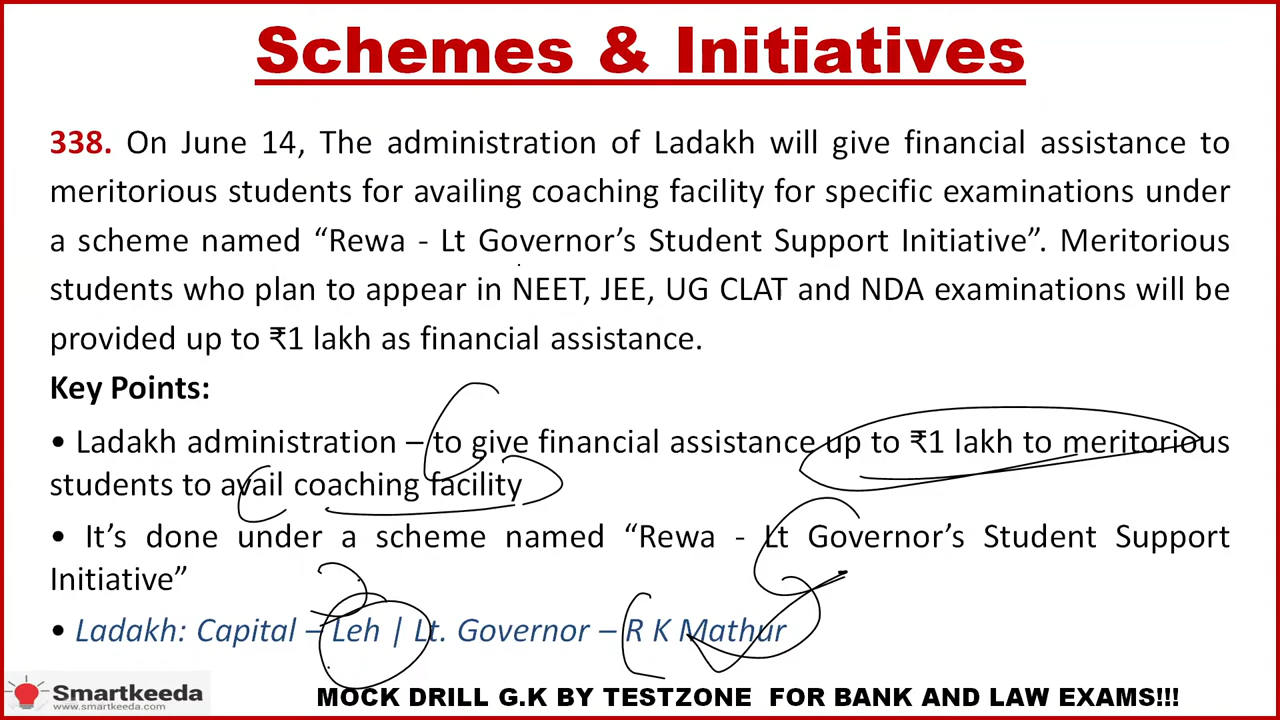 Schemes & Initiatives
338. On June 14, The administration of Ladakh will give financial assistance to
meritorious students for availing coaching facility for specific examinations under
a scheme named “Rewa - Lt Governor’s Student Support Initiative”. Meritorious
students who plan to appear in NEET, JEE, UG CLAT and NDA examinations will be
provided up to ₹1 lakh as financial assistance.
Key Points:
• Ladakh administration – to give financial assistance up to ₹1 lakh to meritorious
students to avail coaching facility
• It’s done under a scheme named “Rewa - Lt Governor’s Student Support
Initiative”
• Ladakh: Capital – Leh | Lt. Governor – R K Mathur
Smartkeeda
www.smartkeeda.com
MOCK DRILL G.K BY TESTZONE FOR BANK AND LAW EXAMS!!!